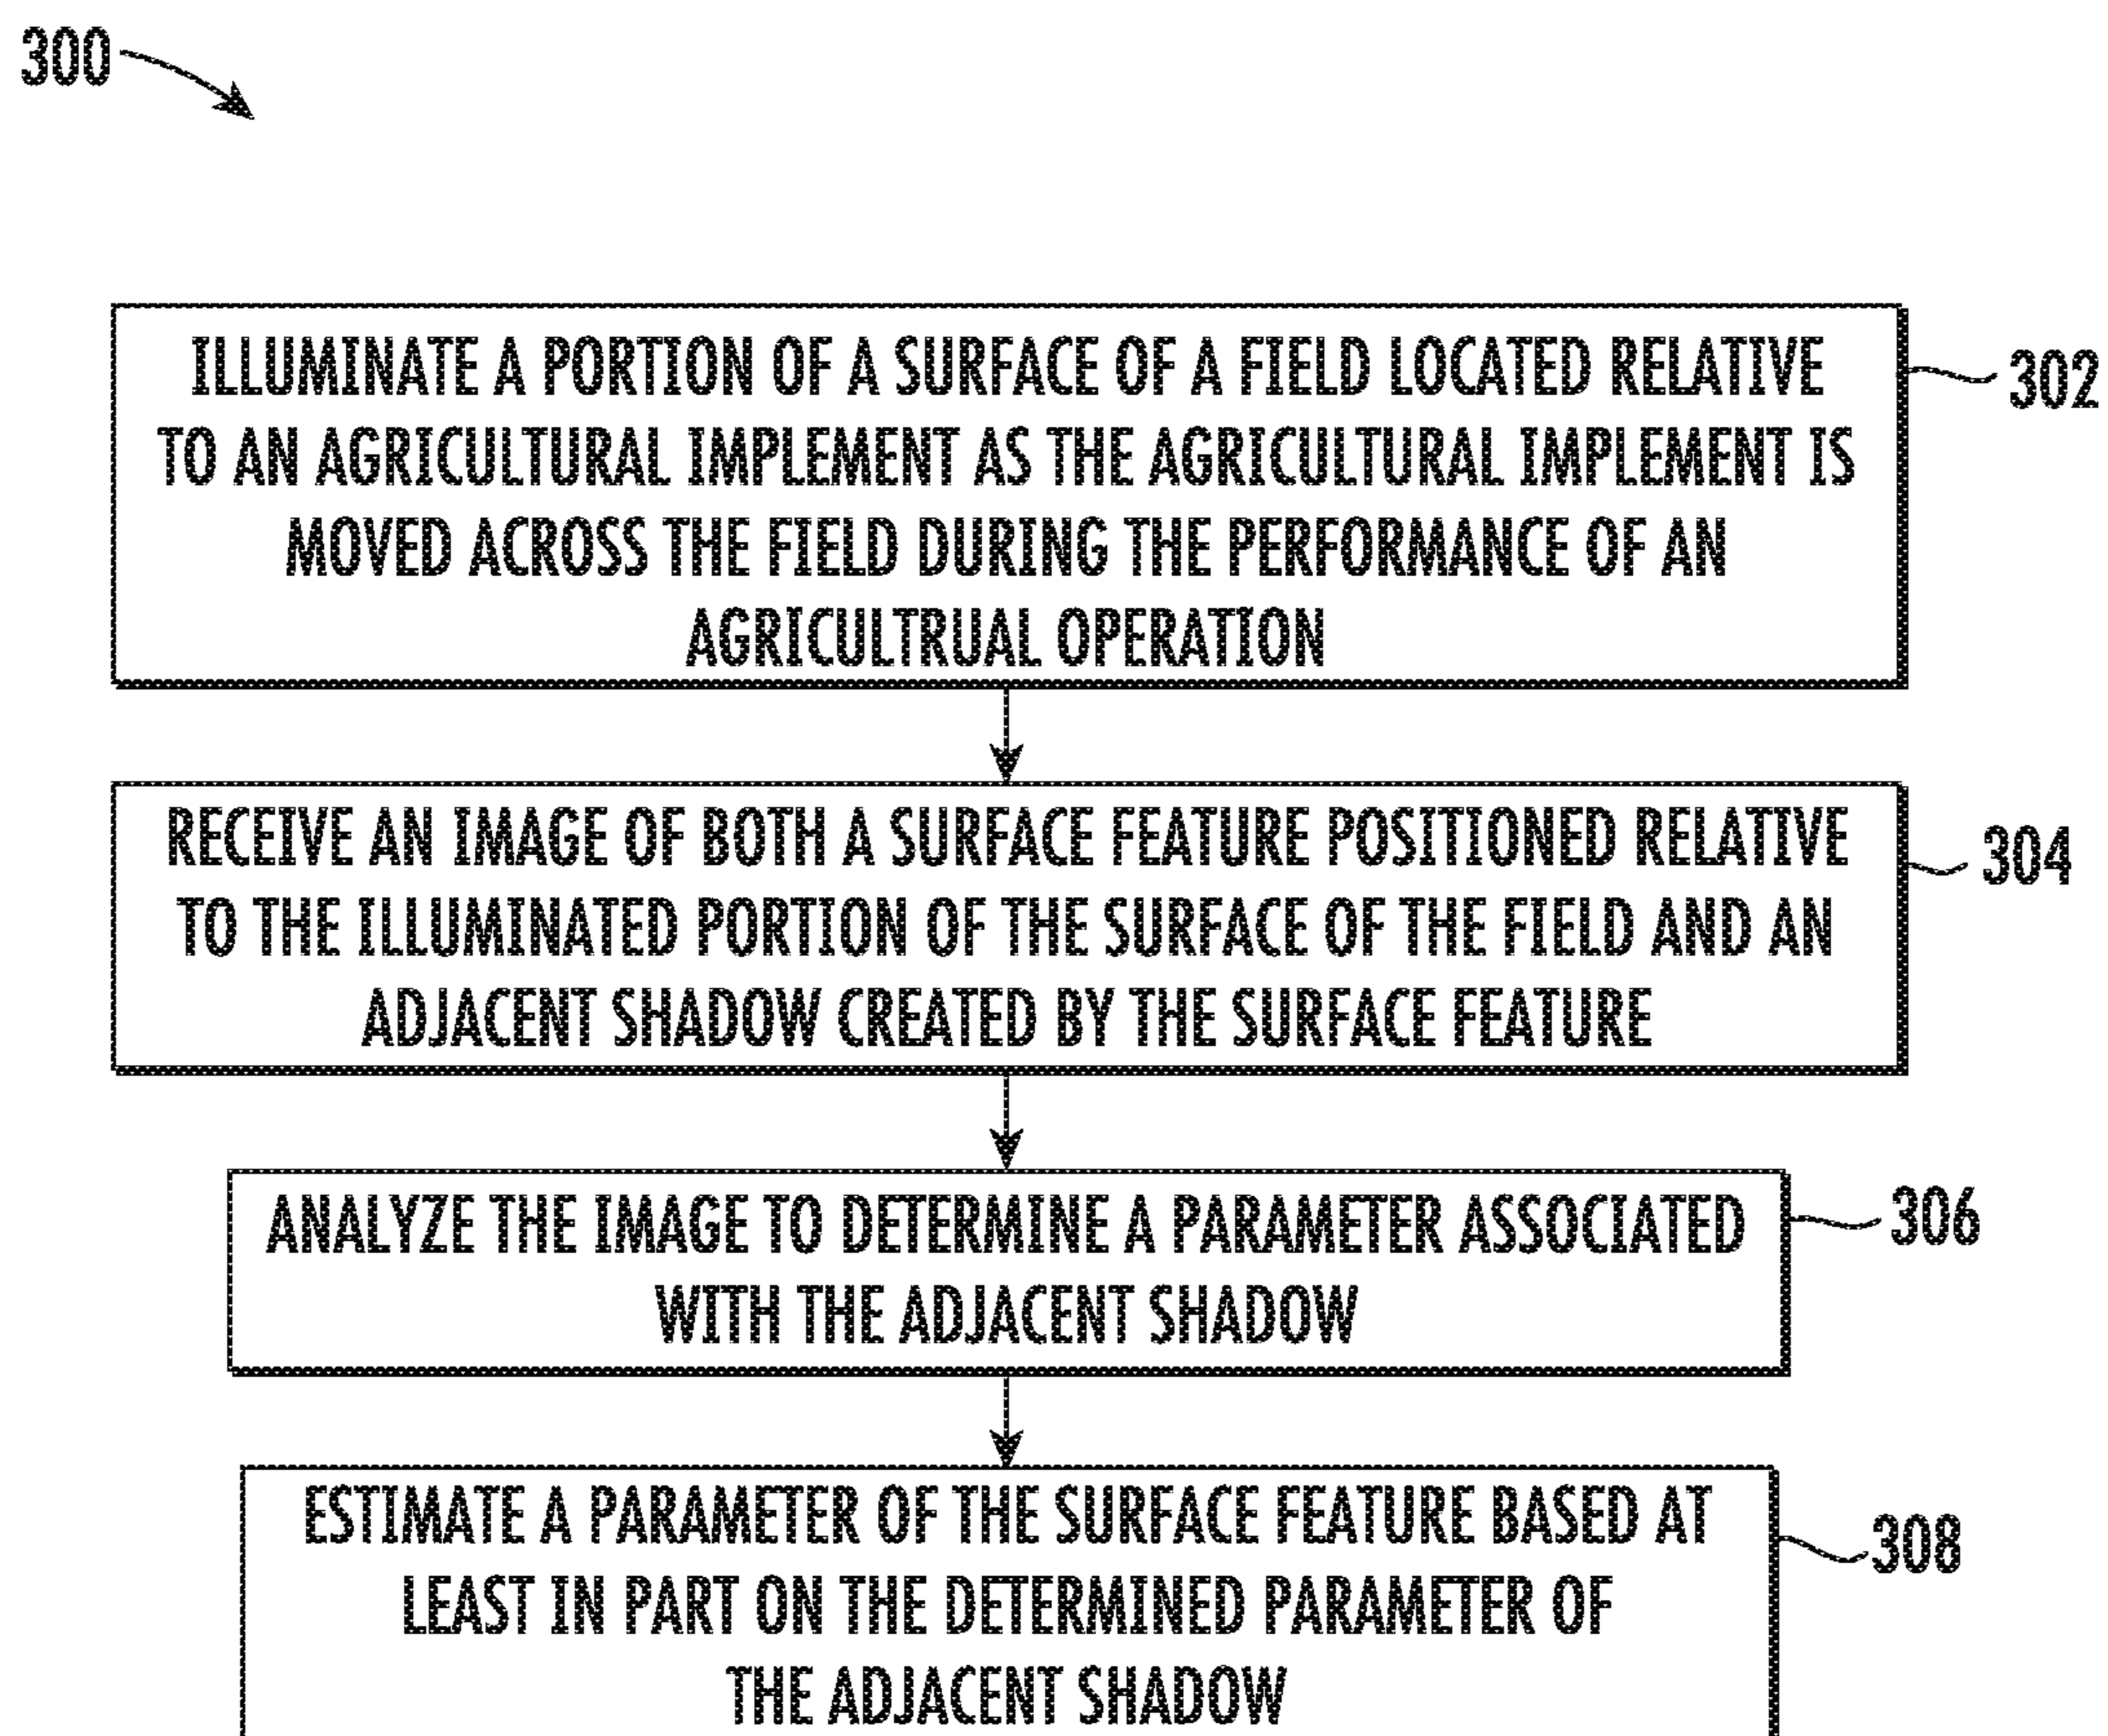 300
ILLUMINATE A PORTION OF A SURFACE OF A FIELD LOCATED RELATIVE
TO AN AGRICULTURAL IMPLEMENT AS THE AGRICULTURAL IMPLEMENT IS
MOVED ACROSS THE FIELD DURING THE PERFORMANCE OF AN
AGRICULTRUAL OPERATION
302
RECEIVE AN IMAGE OF BOTH A SURFACE FEATURE POSITIONED RELATIVE
TO THE ILLUMINATED PORTION OF THE SURFACE OF THE FIELD AND AN
ADJACENT SHADOW CREATED BY THE SURFACE FEATURE
304
ANALYZE THE IMAGE TO DETERMINE A PARAMETER ASSOCIATED
WITH THE ADJACENT SHADOW
306
ESTIMATE A PARAMETER OF THE SURFACE FEATURE BASED AT
LEAST IN PART ON THE DETERMINED PARAMETER OF
THE ADJACENT SHADOW
308